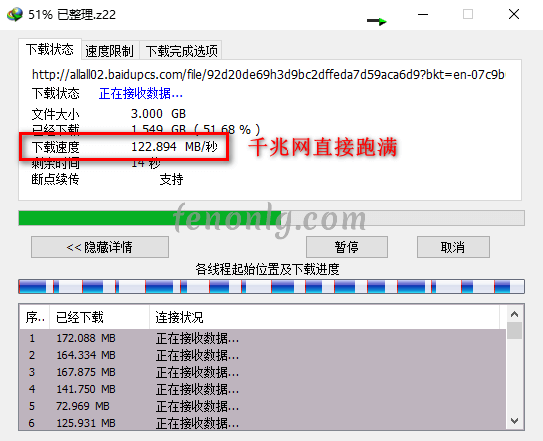 51% 已整理.z22
下载状态 速度限制 下载完成选项
http://allall02.baidupcs.com/file/92d20de69h3d9bc2dffeda7d59aca6d9?bkt=en-07c9b
下载状态 正在接收数据...
文件大小 3.000 GB
已经下载 1.549 GB ( 51.68 % )
下载速度 122.894 MB/秒 千兆网直接跑满
剩余时间 14 秒
断点续传 支持
fenonlg.com
<< 隐藏详情 暂停 取消
各线程起始位置及下载进度
序.. 已经下载 连接状况
1 172.088 MB 正在接收数据...
2 164.334 MB 正在接收数据...
3 167.875 MB 正在接收数据...
4 141.750 MB 正在接收数据...
5 72.969 MB 正在接收数据...
6 125.931 MB 正在接收数据...